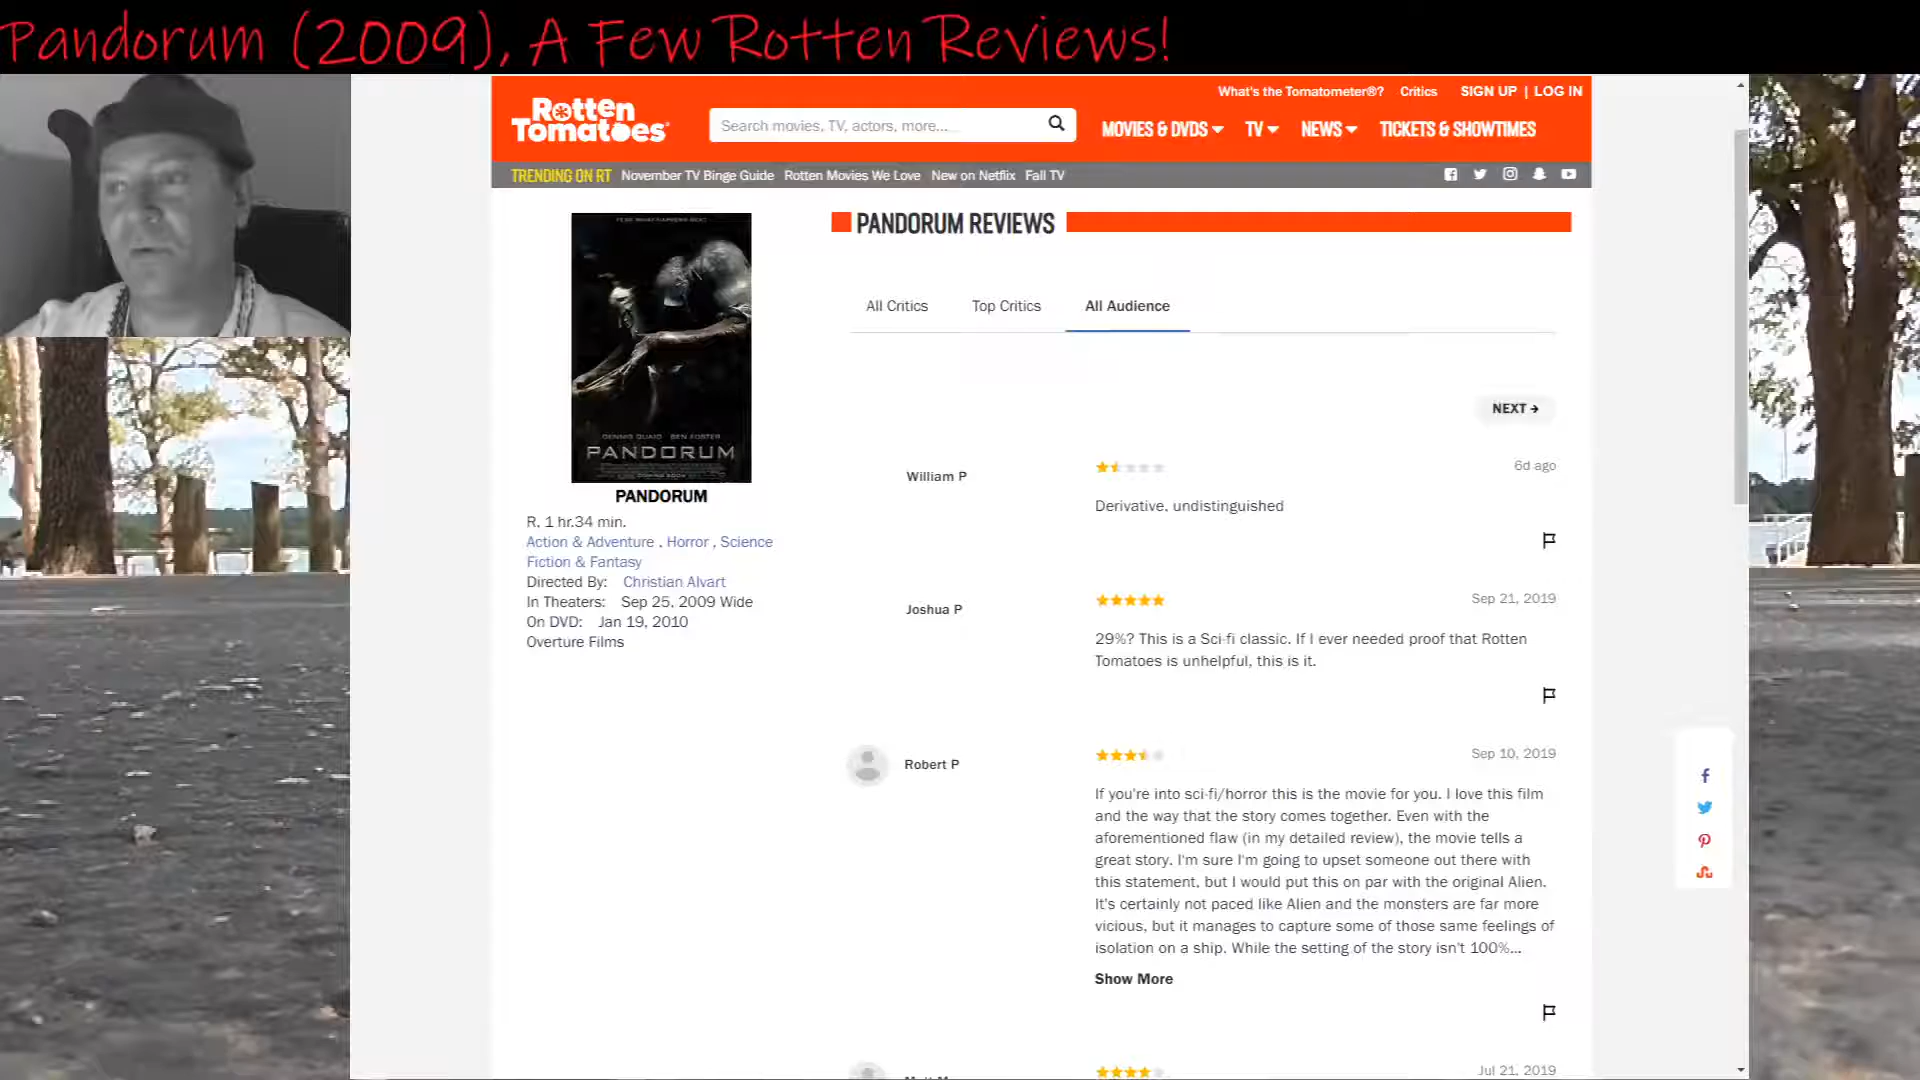 Pandorum (2009), A Few Rotten Reviews!
What's the Tomatometer®? Critics SIGN UP | LOG IN
Rotten
Tomatoes
Search movies, TV, actors, more...
MOVIES & DVDS TV NEWS TICKETS & SHOWTIMES
TRENDING ON RT November TV Binge Guide Rotten Movies We Love New on Netflix Fall TV
PANDORUM REVIEWS
All Critics Top Critics All Audience
NEXT →
DENNIS QUAID BEN FOSTER
PANDORUM
PANDORUM
R, 1 hr.34 min.
Action & Adventure , Horror , Science
Fiction & Fantasy
Directed By: Christian Alvart
In Theaters: Sep 25, 2009 Wide
On DVD: Jan 19, 2010
Overture Films
William P
6d ago
Derivative, undistinguished
Joshua P
Sep 21, 2019
29%? This is a Sci-fi classic. If I ever needed proof that Rotten
Tomatoes is unhelpful, this is it.
Robert P
Sep 10, 2019
If you're into sci-fi/horror this is the movie for you. I love this film
and the way that the story comes together. Even with the
aforementioned flaw (in my detailed review), the movie tells a
great story. I'm sure I'm going to upset someone out there with
this statement, but I would put this on par with the original Alien.
It's certainly not paced like Alien and the monsters are far more
vicious, but it manages to capture some of those same feelings of
isolation on a ship. While the setting of the story isn't 100%...
Show More
Jul 21, 2019